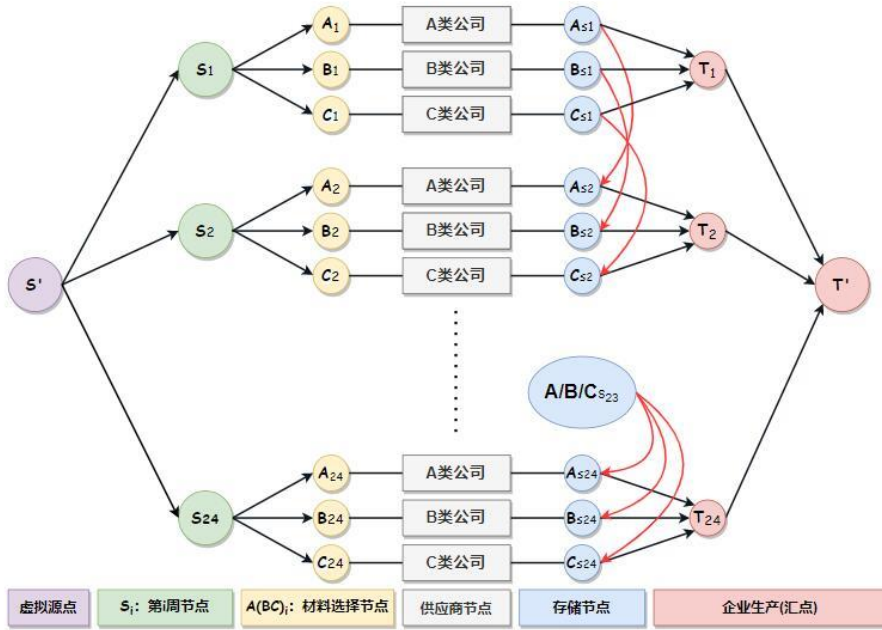 A1 A类公司 As1
S1 B1 B类公司 Bs1 T1
C1 C类公司 Cs1
A2 A类公司 As2
S2 B2 B类公司 Bs2 T2
C2 C类公司 Cs2
S' T'
A/B/Cs23
A24 A类公司 As24
S24 B24 B类公司 Bs24 T24
C24 C类公司 Cs24
虚拟源点 Si：第i周节点 A(BC)i：材料选择节点 供应商节点 存储节点 企业生产(汇点)